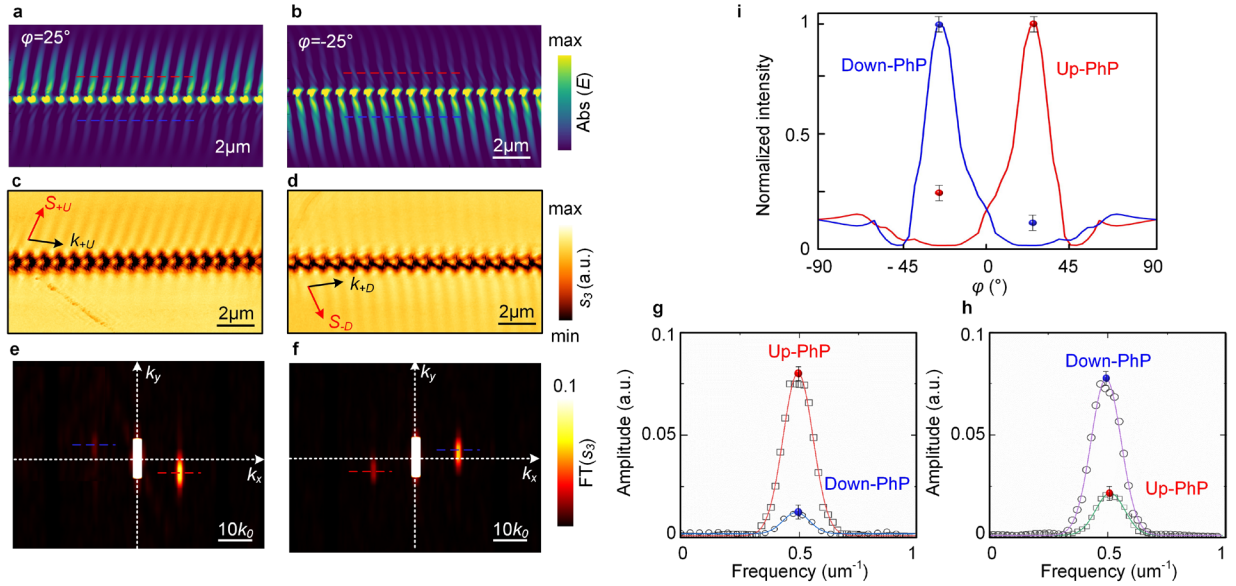 a
φ=25°
2μm
b
φ=-25°
2μm
max
Abs (E)
min
c
S+U
k+U
2μm
d
k+D
S-D
2μm
max
s3 (a.u.)
min
e
ky
kx
10k0
f
ky
kx
10k0
0.1
FT(s3)
i
Normalized intensity
1
0.5
0
Down-PhP
Up-PhP
-90
- 45
0
45
90
φ (°)
g
Amplitude (a.u.)
0.1
0.05
0
Up-PhP
Down-PhP
0
0.5
1
Frequency (um-1)
h
Amplitude (a.u.)
0.1
0.05
0
Down-PhP
Up-PhP
0
0.5
1
Frequency (um-1)